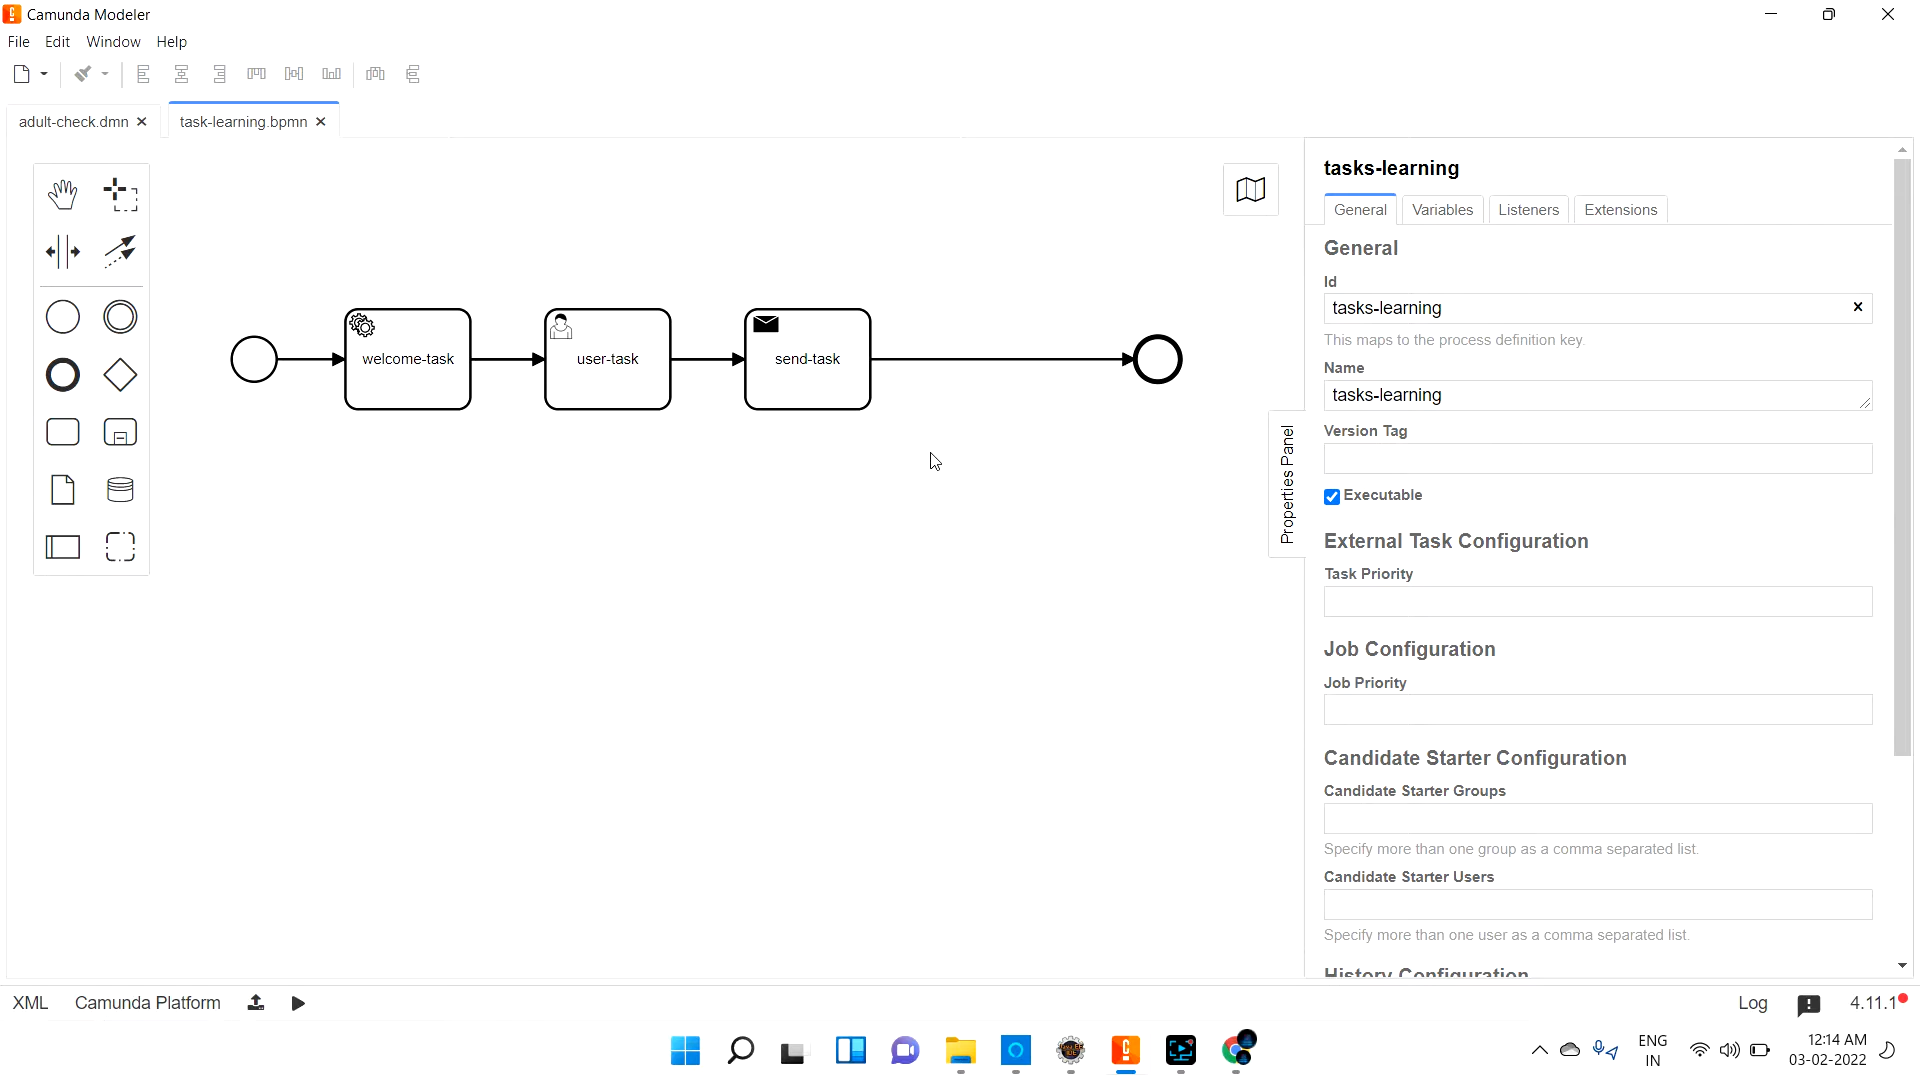 Camunda Modeler
File Edit Window Help
adult-check.dmn
task-learning.bpmn
welcome-task
user-task
send-task
Properties Panel
tasks-learning
General Variables Listeners Extensions
General
Id
tasks-learning
This maps to the process definition key.
Name
tasks-learning
Version Tag
Executable
External Task Configuration
Task Priority
Job Configuration
Job Priority
Candidate Starter Configuration
Candidate Starter Groups
Specify more than one group as a comma separated list.
Candidate Starter Users
Specify more than one user as a comma separated list.
History Configuration
XML Camunda Platform
Log 4.11.1
ENG
IN
12:14 AM
03-02-2022